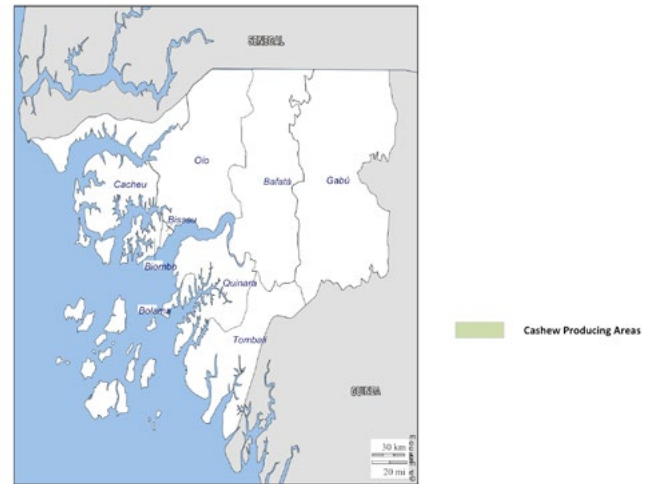 SENEGAL
Oio
Bafatá
Gabú
Cacheu
Bissau
Biombo
Quinara
Bolama
Tombali
Cashew Producing Areas
GUINEA
30 km
20 mi